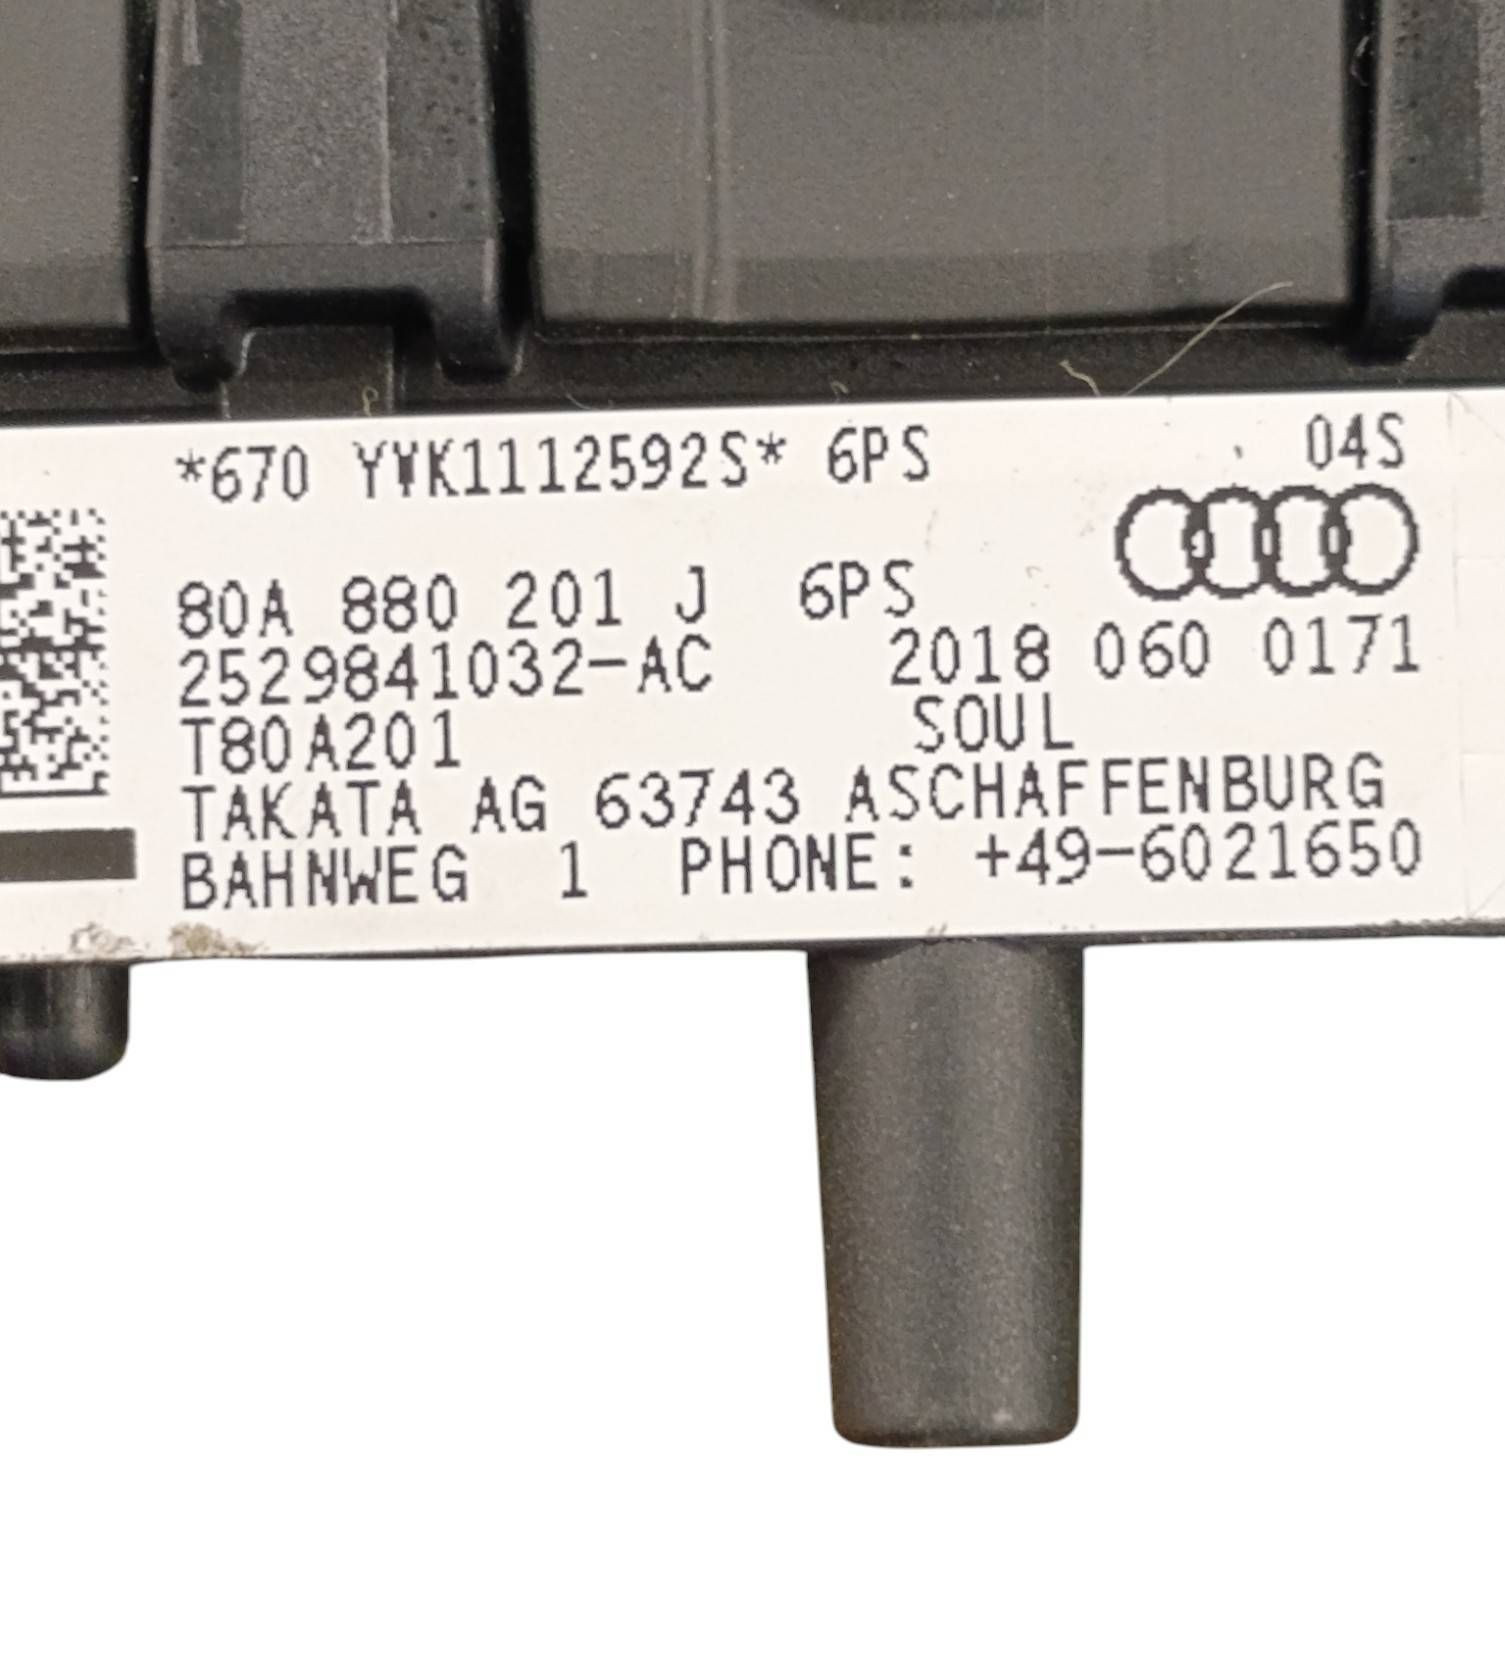 *670 YVK1112592S* 6PS 04S
80A 880 201 J 6PS
2529841032-AC 2018 060 0171
T80A201 SOUL
TAKATA AG 63743 ASCHAFFENBURG
BAHNWEG 1 PHONE: +49-6021650